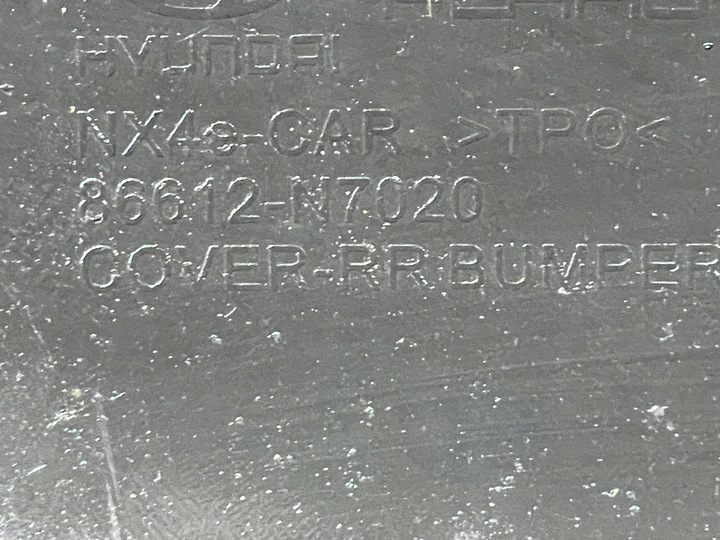 HYUNDAI
NX4e-CAR >TPO<
86612-N7020
COVER-RR BUMPER